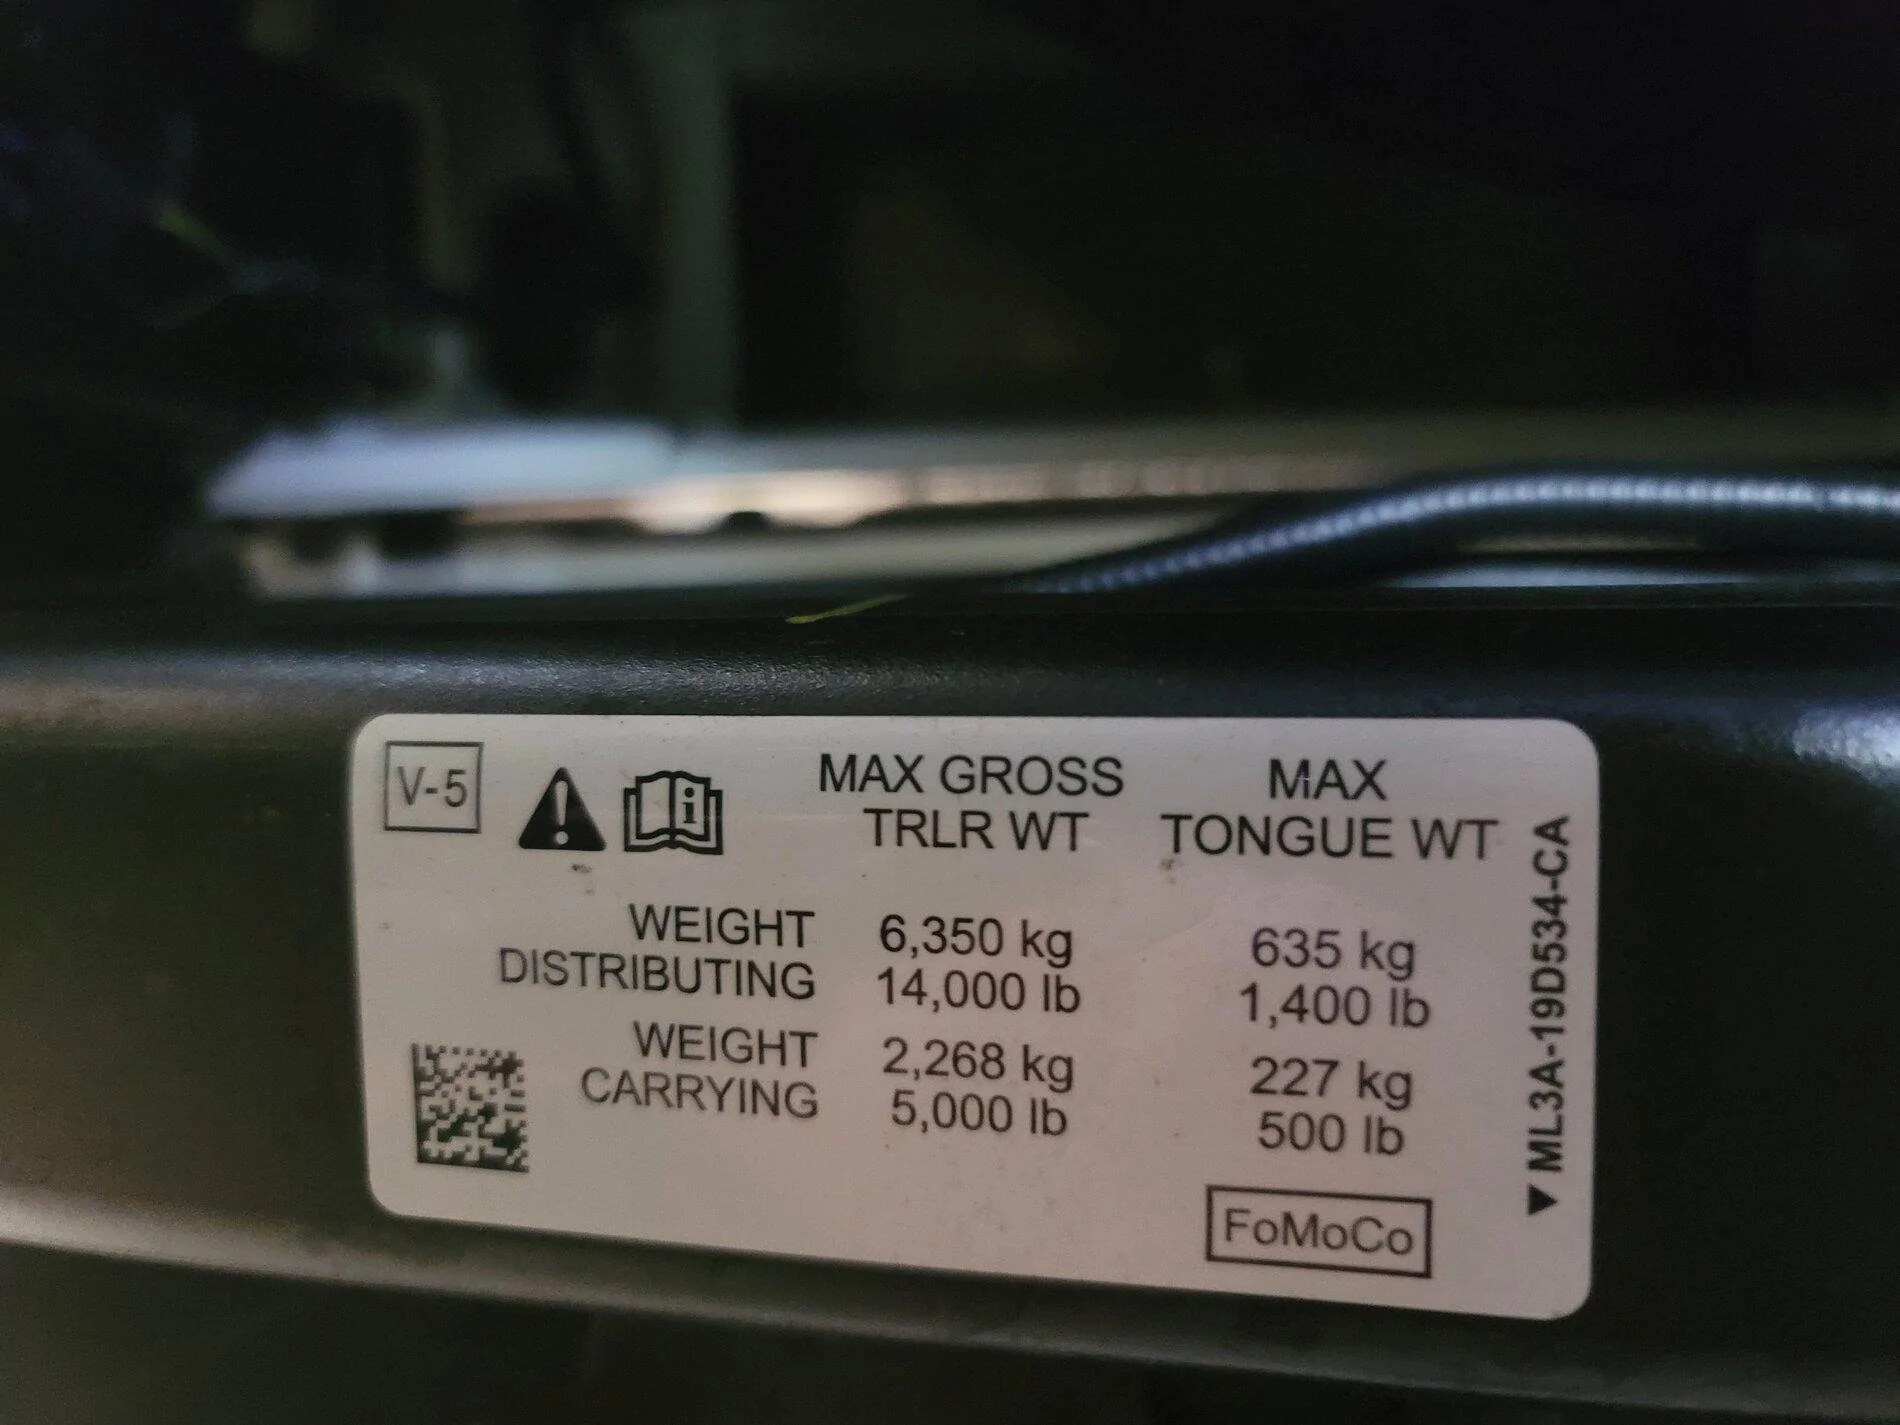 V-5
MAX GROSS
TRLR WT
MAX
TONGUE WT
WEIGHT
DISTRIBUTING
6,350 kg
14,000 lb
635 kg
1,400 lb
WEIGHT
CARRYING
2,268 kg
5,000 lb
227 kg
500 lb
FoMoCo
▼ML3A-19D534-CA